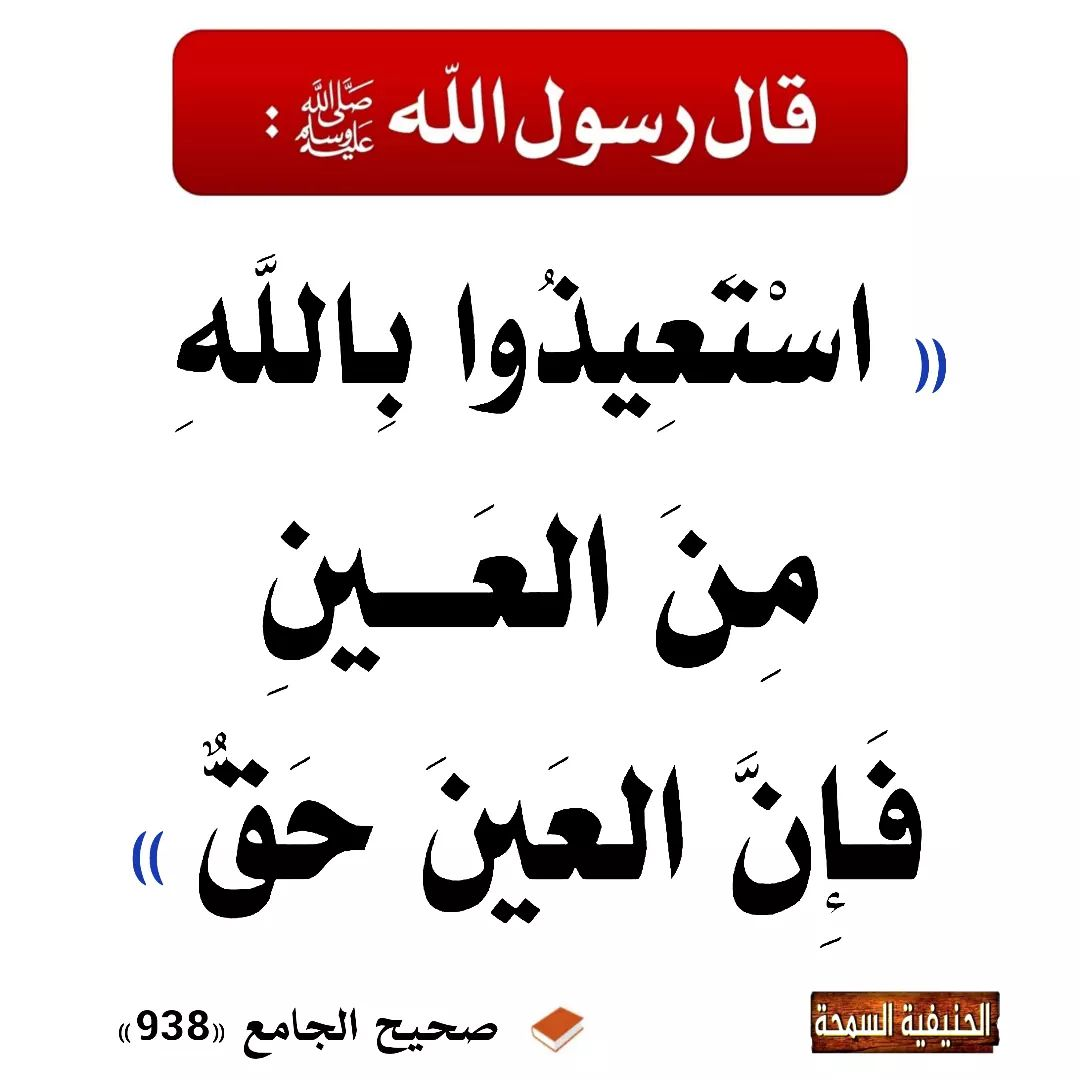 قال رسول الله ﷺ :
(( اسْتَعِيذُوا بِاللَّهِ
مِنَ العَـــينِ
فَإِنَّ العَينَ حَقٌّ ))
صحيح الجامع ((938))
الحنيفية السمحة